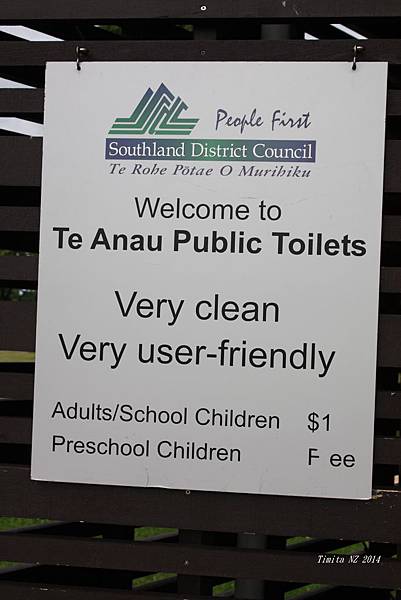 People First
Southland District Council
Te Rohe Pōtae O Murihiku
Welcome to
Te Anau Public Toilets
Very clean
Very user-friendly
Adults/School Children $1
Preschool Children F ee
Timita NZ 2014